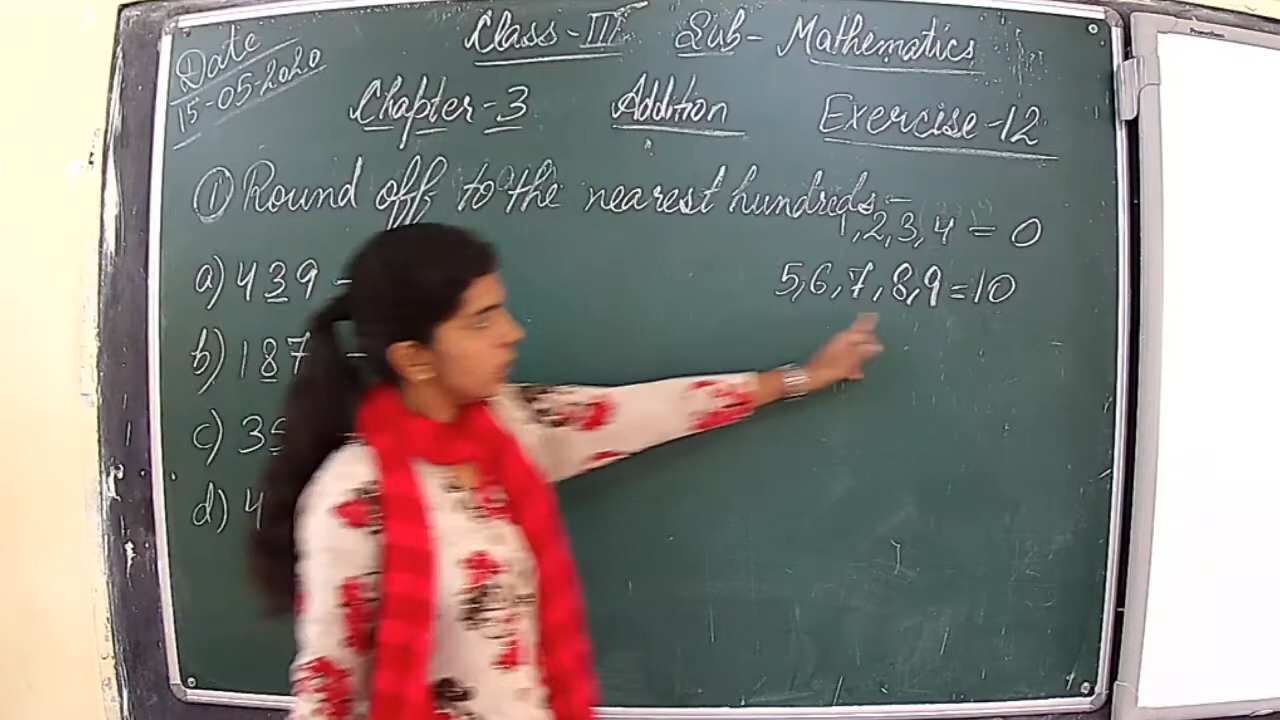 Date
15-05-2020
Class-III Sub- Mathematics
Chapter-3 Addition Exercise-12
① Round off to the nearest hundreds:-
1,2,3,4 = 0
5,6,7,8,9=10
a) 439 -
b) 187 -
c) 35
d) 4